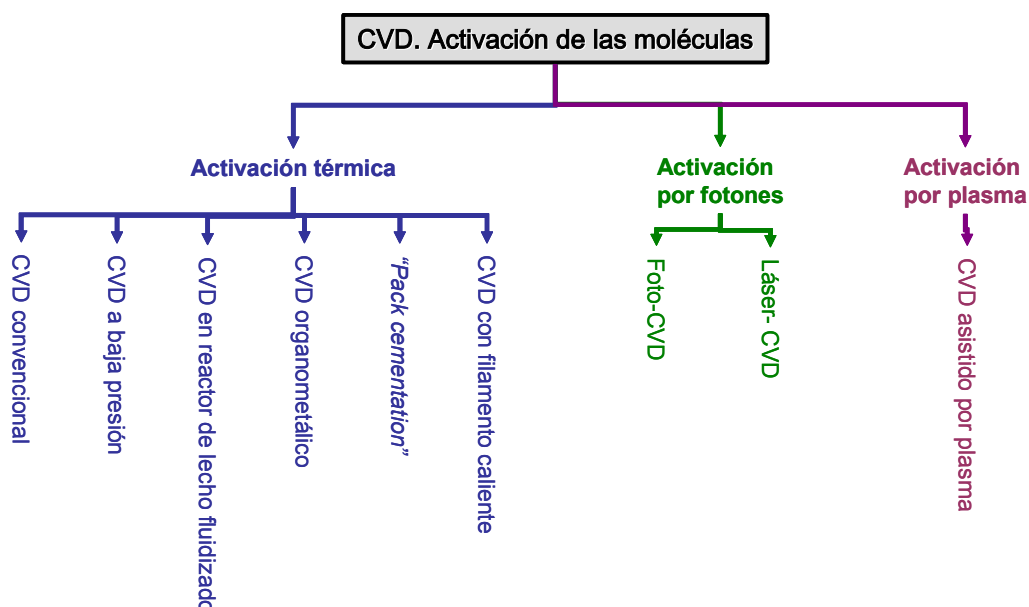 CVD. Activación de las moléculas
Activación térmica
Activación
por fotones
Activación
por plasma
CVD convencional
CVD a baja presión
CVD en reactor de lecho fluidizado
CVD organometálico
“Pack cementation”
CVD con filamento caliente
Foto-CVD
Láser- CVD
CVD asistido por plasma